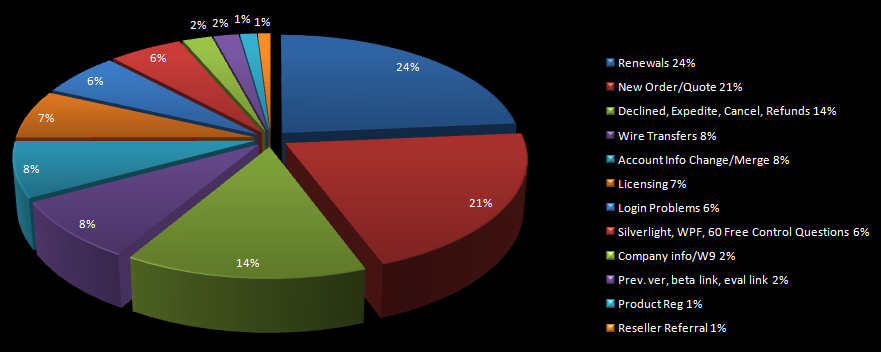 2%
2%
1%
1%
24%
6%
6%
7%
8%
21%
8%
14%
Renewals 24%
New Order/Quote 21%
Declined, Expedite, Cancel, Refunds 14%
Wire Transfers 8%
Account Info Change/Merge 8%
Licensing 7%
Login Problems 6%
Silverlight, WPF, 60 Free Control Questions 6%
Company info/W9 2%
Prev. ver, beta link, eval link 2%
Product Reg 1%
Reseller Referral 1%